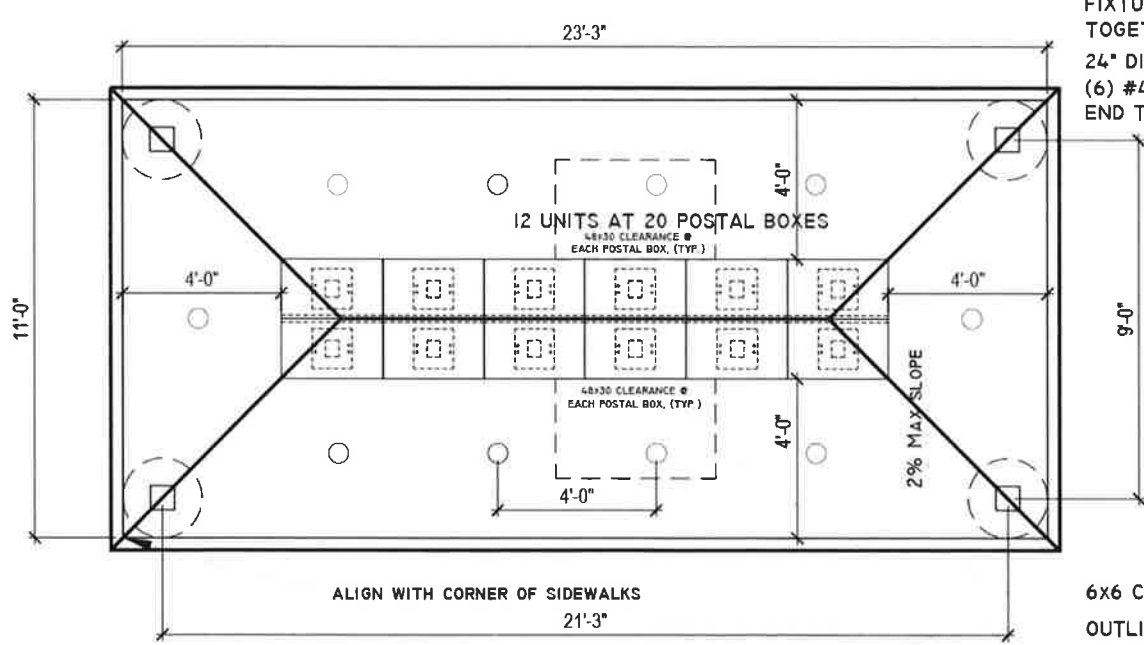 FIXTU
TOGET
24" DI
(6) #4
END T
23'-3"
4'-0"
12 UNITS AT 20 POSTAL BOXES
48x30 CLEARANCE @
EACH POSTAL BOX, (TYP.)
4'-0"
4'-0"
11'-0"
9'-0"
48x30 CLEARANCE @
EACH POSTAL BOX, (TYP.)
4'-0"
2% MAX SLOPE
4'-0"
ALIGN WITH CORNER OF SIDEWALKS
21'-3"
6x6 C
OUTLI